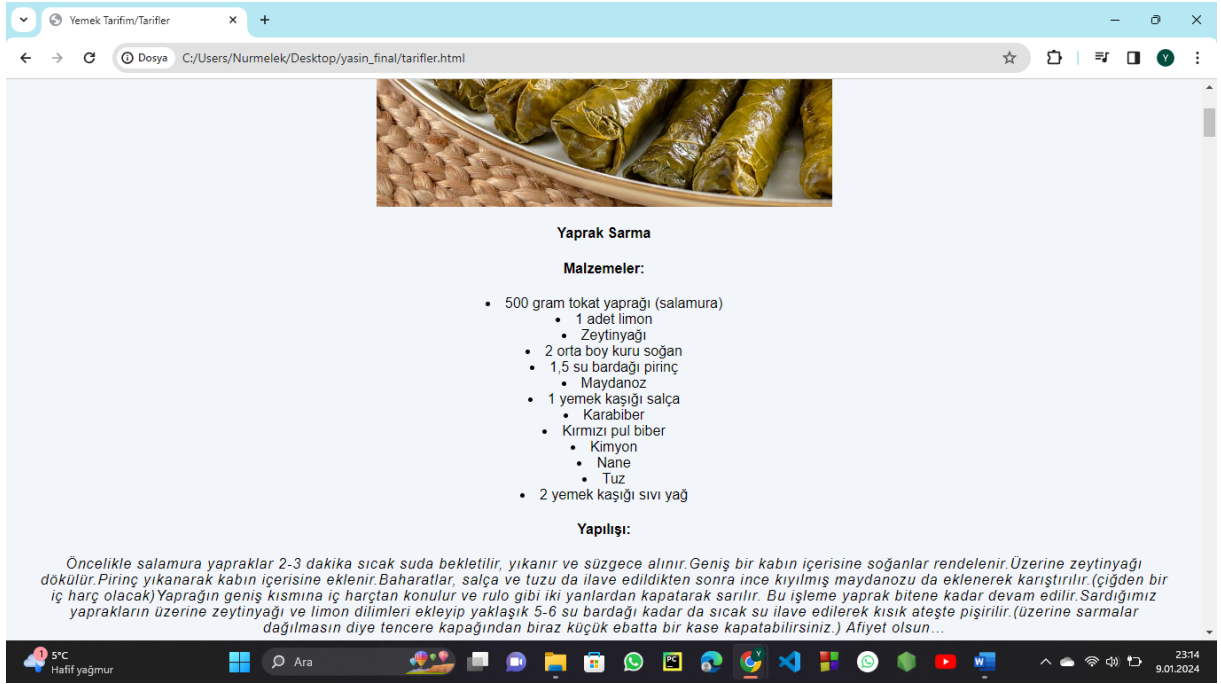 Yemek Tarifim/Tarifler
Dosya
C:/Users/Nurmelek/Desktop/yasin_final/tarifler.html
Y
Yaprak Sarma
Malzemeler:
• 500 gram tokat yaprağı (salamura)
• 1 adet limon
• Zeytinyağı
• 2 orta boy kuru soğan
• 1,5 su bardağı pirinç
• Maydanoz
• 1 yemek kaşığı salça
• Karabiber
• Kırmızı pul biber
• Kimyon
• Nane
• Tuz
• 2 yemek kaşığı sıvı yağ
Yapılışı:
Öncelikle salamura yapraklar 2-3 dakika sıcak suda bekletilir, yıkanır ve süzgece alınır.Geniş bir kabın içerisine soğanlar rendelenir.Üzerine zeytinyağı
dökülür.Pirinç yıkanarak kabın içerisine eklenir.Baharatlar, salça ve tuzu da ilave edildikten sonra ince kıyılmış maydanozu da eklenerek karıştırılır.(çiğden bir
iç harç olacak)Yaprağın geniş kısmına iç harçtan konulur ve rulo gibi iki yanlardan kapatarak sarılır. Bu işleme yaprak bitene kadar devam edilir.Sardığımız
yaprakların üzerine zeytinyağı ve limon dilimleri ekleyip yaklaşık 5-6 su bardağı kadar da sıcak su ilave edilerek kısık ateşte pişirilir.(üzerine sarmalar
dağılmasın diye tencere kapağından biraz küçük ebatta bir kase kapatabilirsiniz.) Afiyet olsun...
1
5°C
Hafif yağmur
Ara
PC
Y
W
23:14
9.01.2024